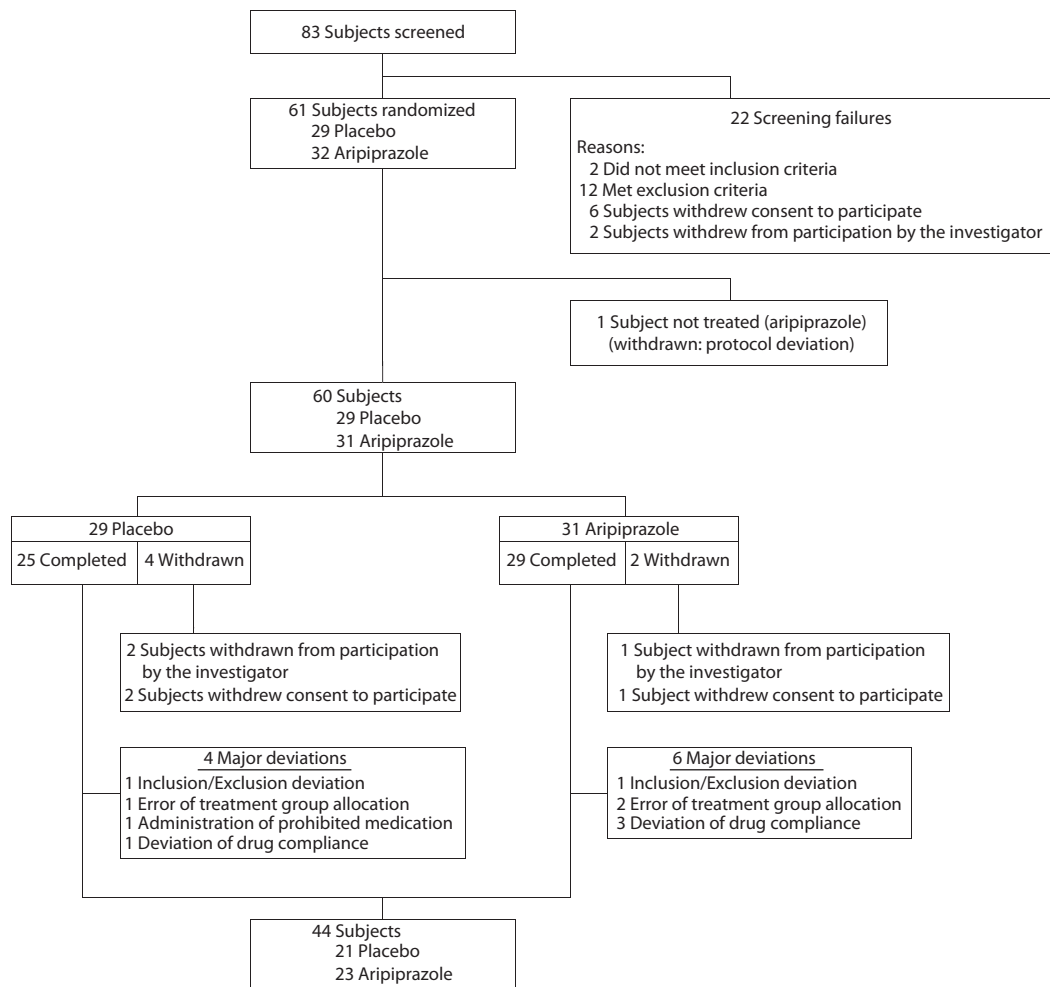 83 Subjects screened
61 Subjects randomized
29 Placebo
32 Aripiprazole
22 Screening failures
Reasons:
2 Did not meet inclusion criteria
12 Met exclusion criteria
6 Subjects withdrew consent to participate
2 Subjects withdrew from participation by the investigator
1 Subject not treated (aripiprazole)
(withdrawn: protocol deviation)
60 Subjects
29 Placebo
31 Aripiprazole
29 Placebo
25 Completed
4 Withdrawn
31 Aripiprazole
29 Completed
2 Withdrawn
2 Subjects withdrawn from participation
by the investigator
2 Subjects withdrew consent to participate
1 Subject withdrawn from participation
by the investigator
1 Subject withdrew consent to participate
4 Major deviations
1 Inclusion/Exclusion deviation
1 Error of treatment group allocation
1 Administration of prohibited medication
1 Deviation of drug compliance
6 Major deviations
1 Inclusion/Exclusion deviation
2 Error of treatment group allocation
3 Deviation of drug compliance
44 Subjects
21 Placebo
23 Aripiprazole